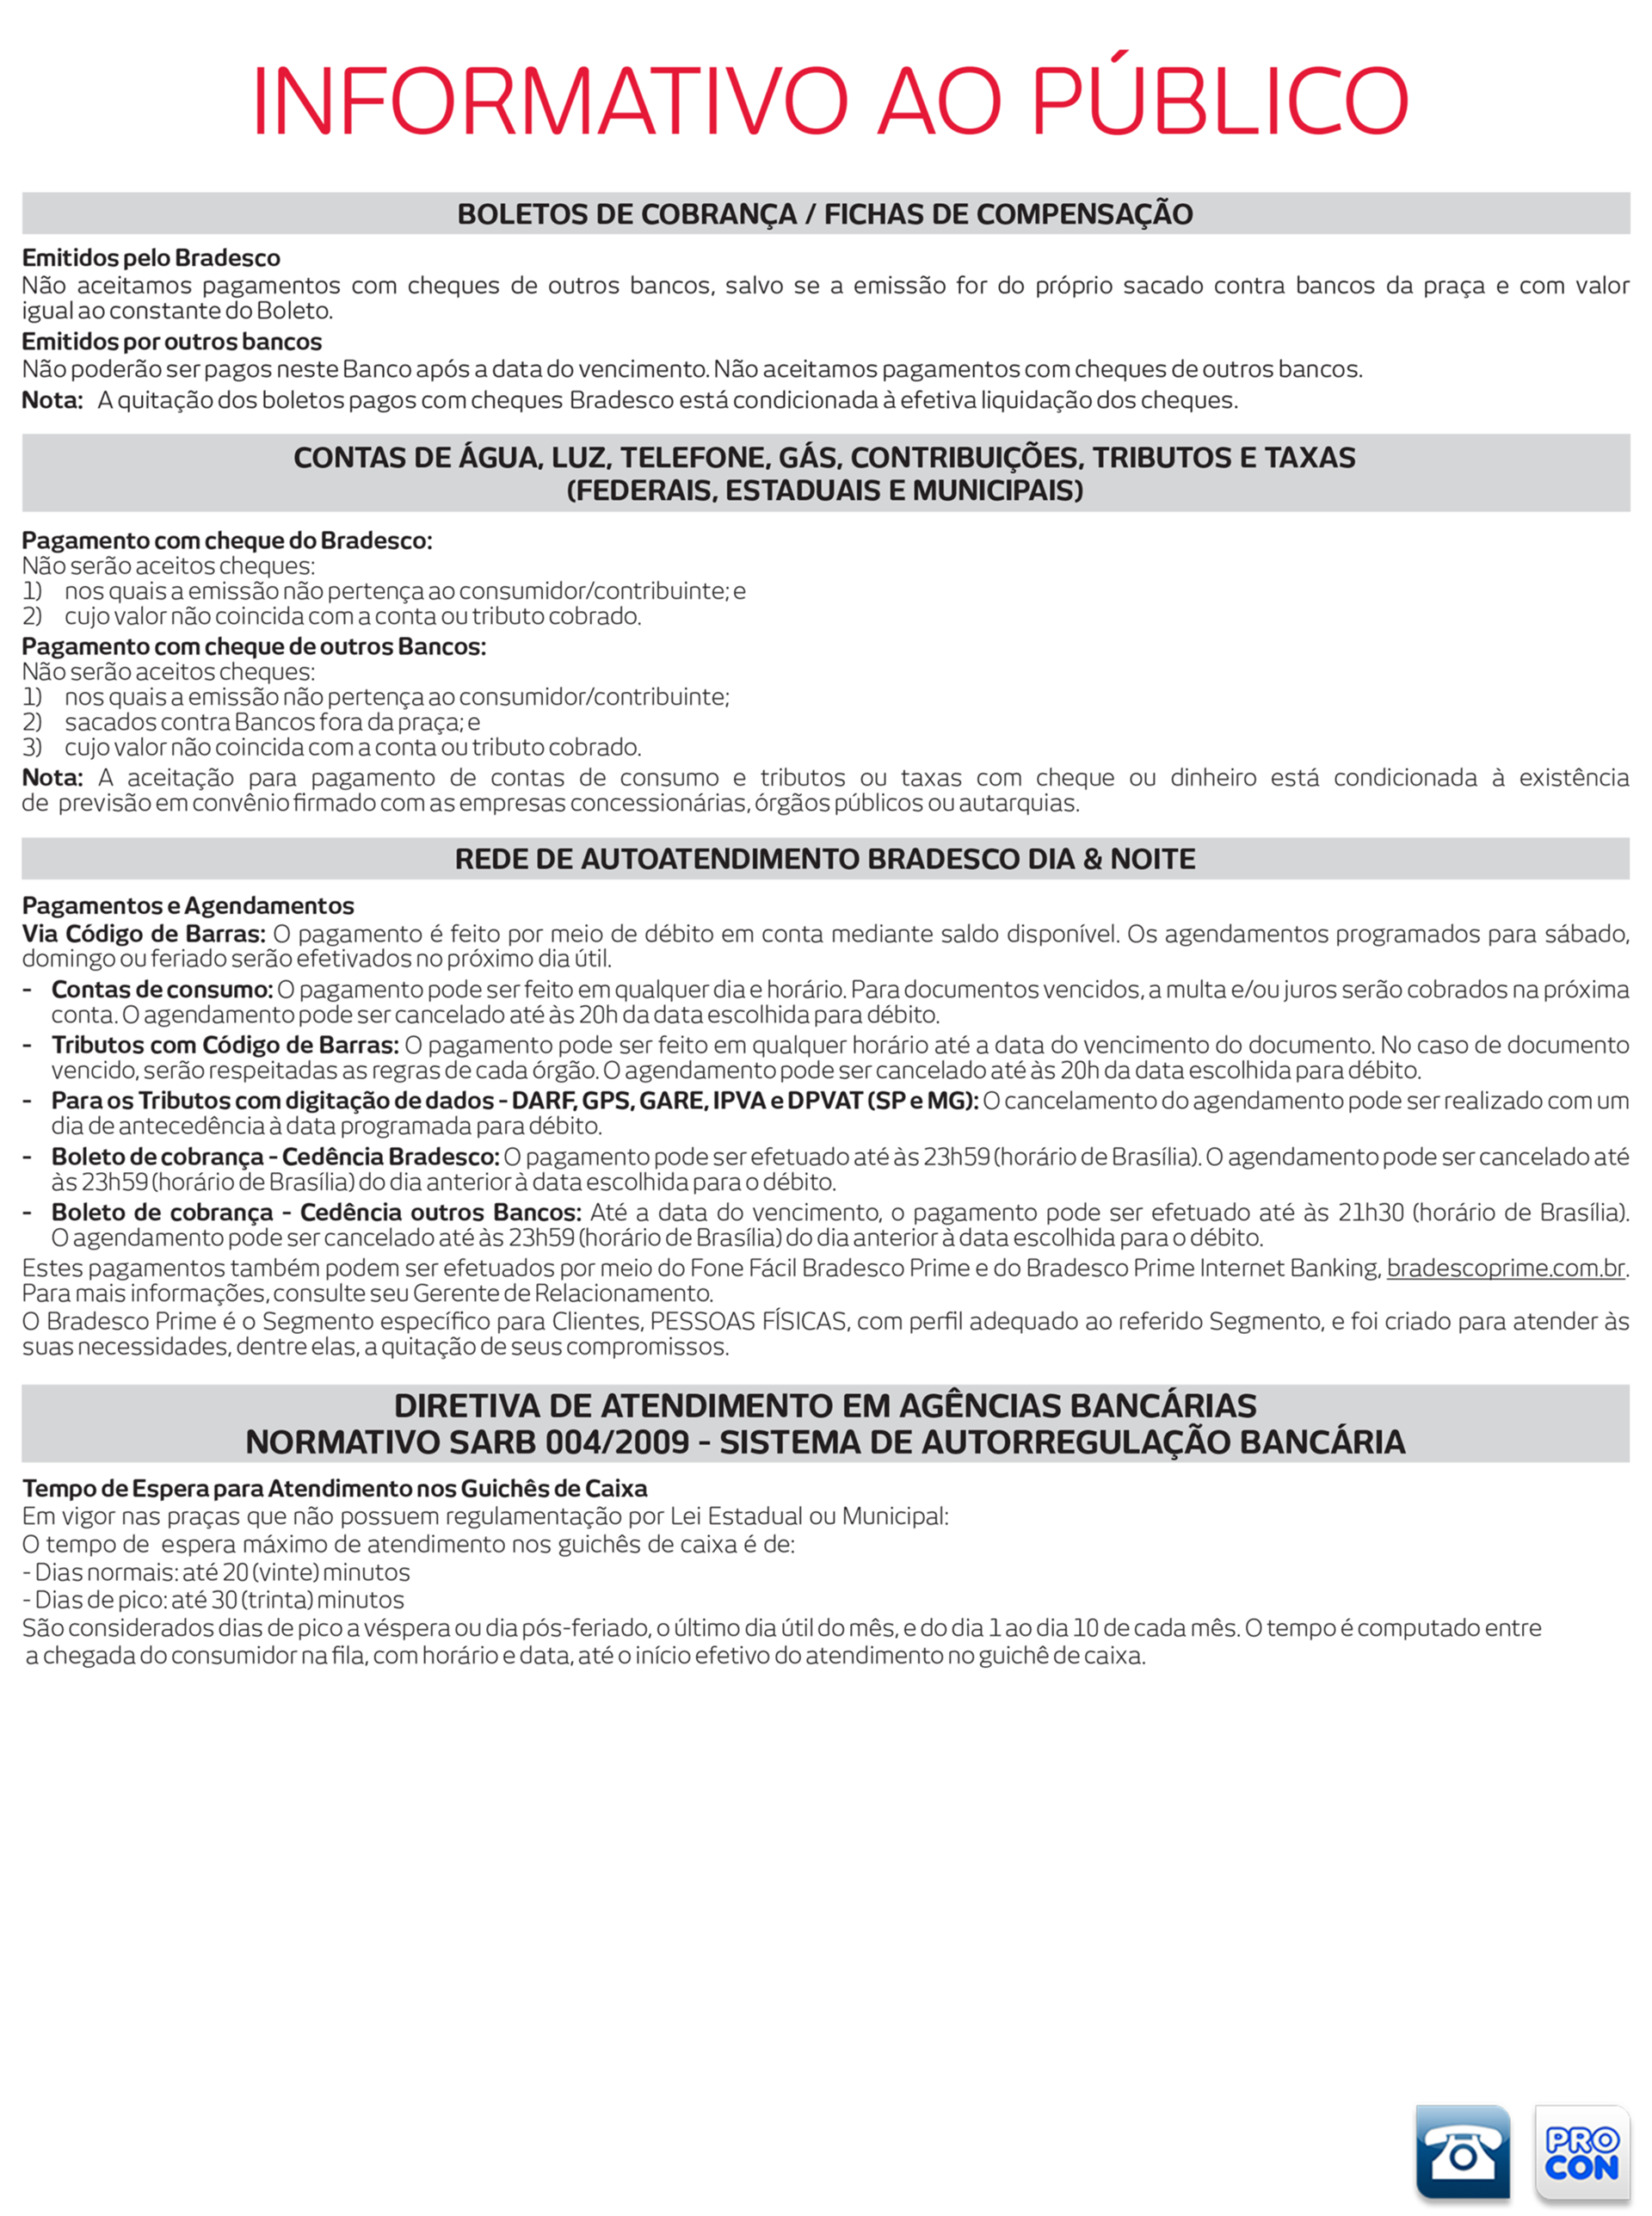 INFORMATIVO AO PÚBLICO
BOLETOS DE COBRANÇA / FICHAS DE COMPENSAÇÃO
Emitidos pelo Bradesco
Não aceitamos pagamentos com cheques de outros bancos, salvo se a emissão for do próprio sacado contra bancos da praça e com valor
igual ao constante do Boleto.
Emitidos por outros bancos
Não poderão ser pagos neste Banco após a data do vencimento. Não aceitamos pagamentos com cheques de outros bancos.
Nota: A quitação dos boletos pagos com cheques Bradesco está condicionada à efetiva liquidação dos cheques.
CONTAS DE ÁGUA, LUZ, TELEFONE, GÁS, CONTRIBUIÇÕES, TRIBUTOS E TAXAS
(FEDERAIS, ESTADUAIS E MUNICIPAIS)
Pagamento com cheque do Bradesco:
Não serão aceitos cheques:
1) nos quais a emissão não pertença ao consumidor/contribuinte; e
2) cujo valor não coincida com a conta ou tributo cobrado.
Pagamento com cheque de outros Bancos:
Não serão aceitos cheques:
1) nos quais a emissão não pertença ao consumidor/contribuinte;
2) sacados contra Bancos fora da praça; e
3) cujo valor não coincida com a conta ou tributo cobrado.
Nota: A aceitação para pagamento de contas de consumo e tributos ou taxas com cheque ou dinheiro está condicionada à existência
de previsão em convênio firmado com as empresas concessionárias, órgãos públicos ou autarquias.
REDE DE AUTOATENDIMENTO BRADESCO DIA & NOITE
Pagamentos e Agendamentos
Via Código de Barras: O pagamento é feito por meio de débito em conta mediante saldo disponível. Os agendamentos programados para sábado,
domingo ou feriado serão efetivados no próximo dia útil.
- Contas de consumo: O pagamento pode ser feito em qualquer dia e horário. Para documentos vencidos, a multa e/ou juros serão cobrados na próxima
conta. O agendamento pode ser cancelado até às 20h da data escolhida para débito.
- Tributos com Código de Barras: O pagamento pode ser feito em qualquer horário até a data do vencimento do documento. No caso de documento
vencido, serão respeitadas as regras de cada órgão. O agendamento pode ser cancelado até às 20h da data escolhida para débito.
- Para os Tributos com digitação de dados - DARF, GPS, GARE, IPVA e DPVAT (SP e MG): O cancelamento do agendamento pode ser realizado com um
dia de antecedência à data programada para débito.
- Boleto de cobrança - Cedência Bradesco: O pagamento pode ser efetuado até às 23h59 (horário de Brasília). O agendamento pode ser cancelado até
às 23h59 (horário de Brasília) do dia anterior à data escolhida para o débito.
- Boleto de cobrança - Cedência outros Bancos: Até a data do vencimento, o pagamento pode ser efetuado até às 21h30 (horário de Brasília).
O agendamento pode ser cancelado até às 23h59 (horário de Brasília) do dia anterior à data escolhida para o débito.
Estes pagamentos também podem ser efetuados por meio do Fone Fácil Bradesco Prime e do Bradesco Prime Internet Banking, bradescoprime.com.br.
Para mais informações, consulte seu Gerente de Relacionamento.
O Bradesco Prime é o Segmento específico para Clientes, PESSOAS FÍSICAS, com perfil adequado ao referido Segmento, e foi criado para atender às
suas necessidades, dentre elas, a quitação de seus compromissos.
DIRETIVA DE ATENDIMENTO EM AGÊNCIAS BANCÁRIAS
NORMATIVO SARB 004/2009 - SISTEMA DE AUTORREGULAÇÃO BANCÁRIA
Tempo de Espera para Atendimento nos Guichês de Caixa
Em vigor nas praças que não possuem regulamentação por Lei Estadual ou Municipal:
O tempo de espera máximo de atendimento nos guichês de caixa é de:
- Dias normais: até 20 (vinte) minutos
- Dias de pico: até 30 (trinta) minutos
São considerados dias de pico a véspera ou dia pós-feriado, o último dia útil do mês, e do dia 1 ao dia 10 de cada mês. O tempo é computado entre
a chegada do consumidor na fila, com horário e data, até o início efetivo do atendimento no guichê de caixa.
PRO
CON